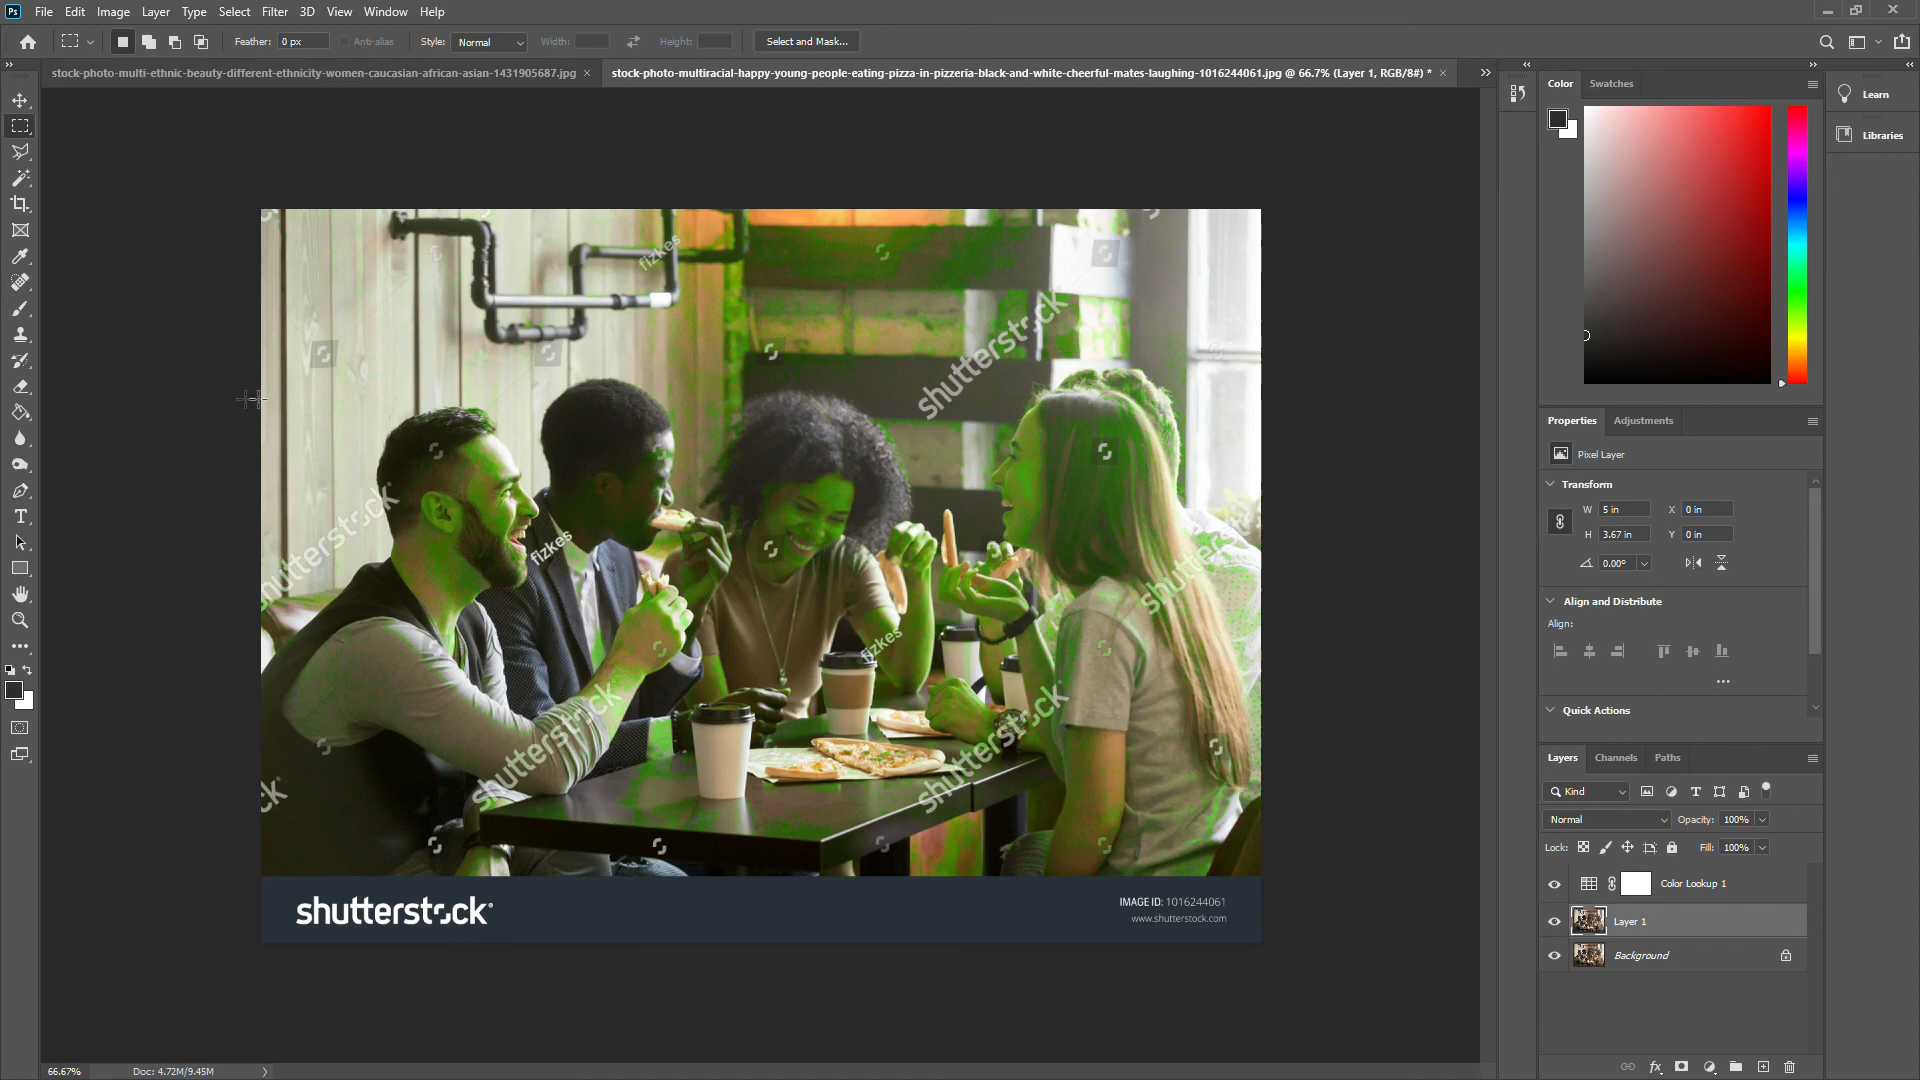 Ps File Edit Image Layer Type Select Filter 3D View Window Help
Feather: 0 px Anti-alias Style: Normal Width: Height: Select and Mask...
stock-photo-multi-ethnic-beauty-different-ethnicity-women-caucasian-african-asian-1431905687.jpg
stock-photo-multiracial-happy-young-people-eating-pizza-in-pizzeria-black-and-white-cheerful-mates-laughing-1016244061.jpg @ 66.7% (Layer 1, RGB/8#) *
Color Swatches
Learn
Libraries
fizkes
shutterstock
shutterstock
fizkes
shutterstock
fizkes
shutterstock
shutterstock
ck
shutterstock
IMAGE ID: 1016244061
www.shutterstock.com
Properties Adjustments
Pixel Layer
Transform
W 5 in X 0 in
H 3.67 in Y 0 in
0.00°
Align and Distribute
Align:
Quick Actions
Layers Channels Paths
Kind
Normal Opacity: 100%
Lock: Fill: 100%
Color Lookup 1
Layer 1
Background
66.67% Doc: 4.72M/9.45M